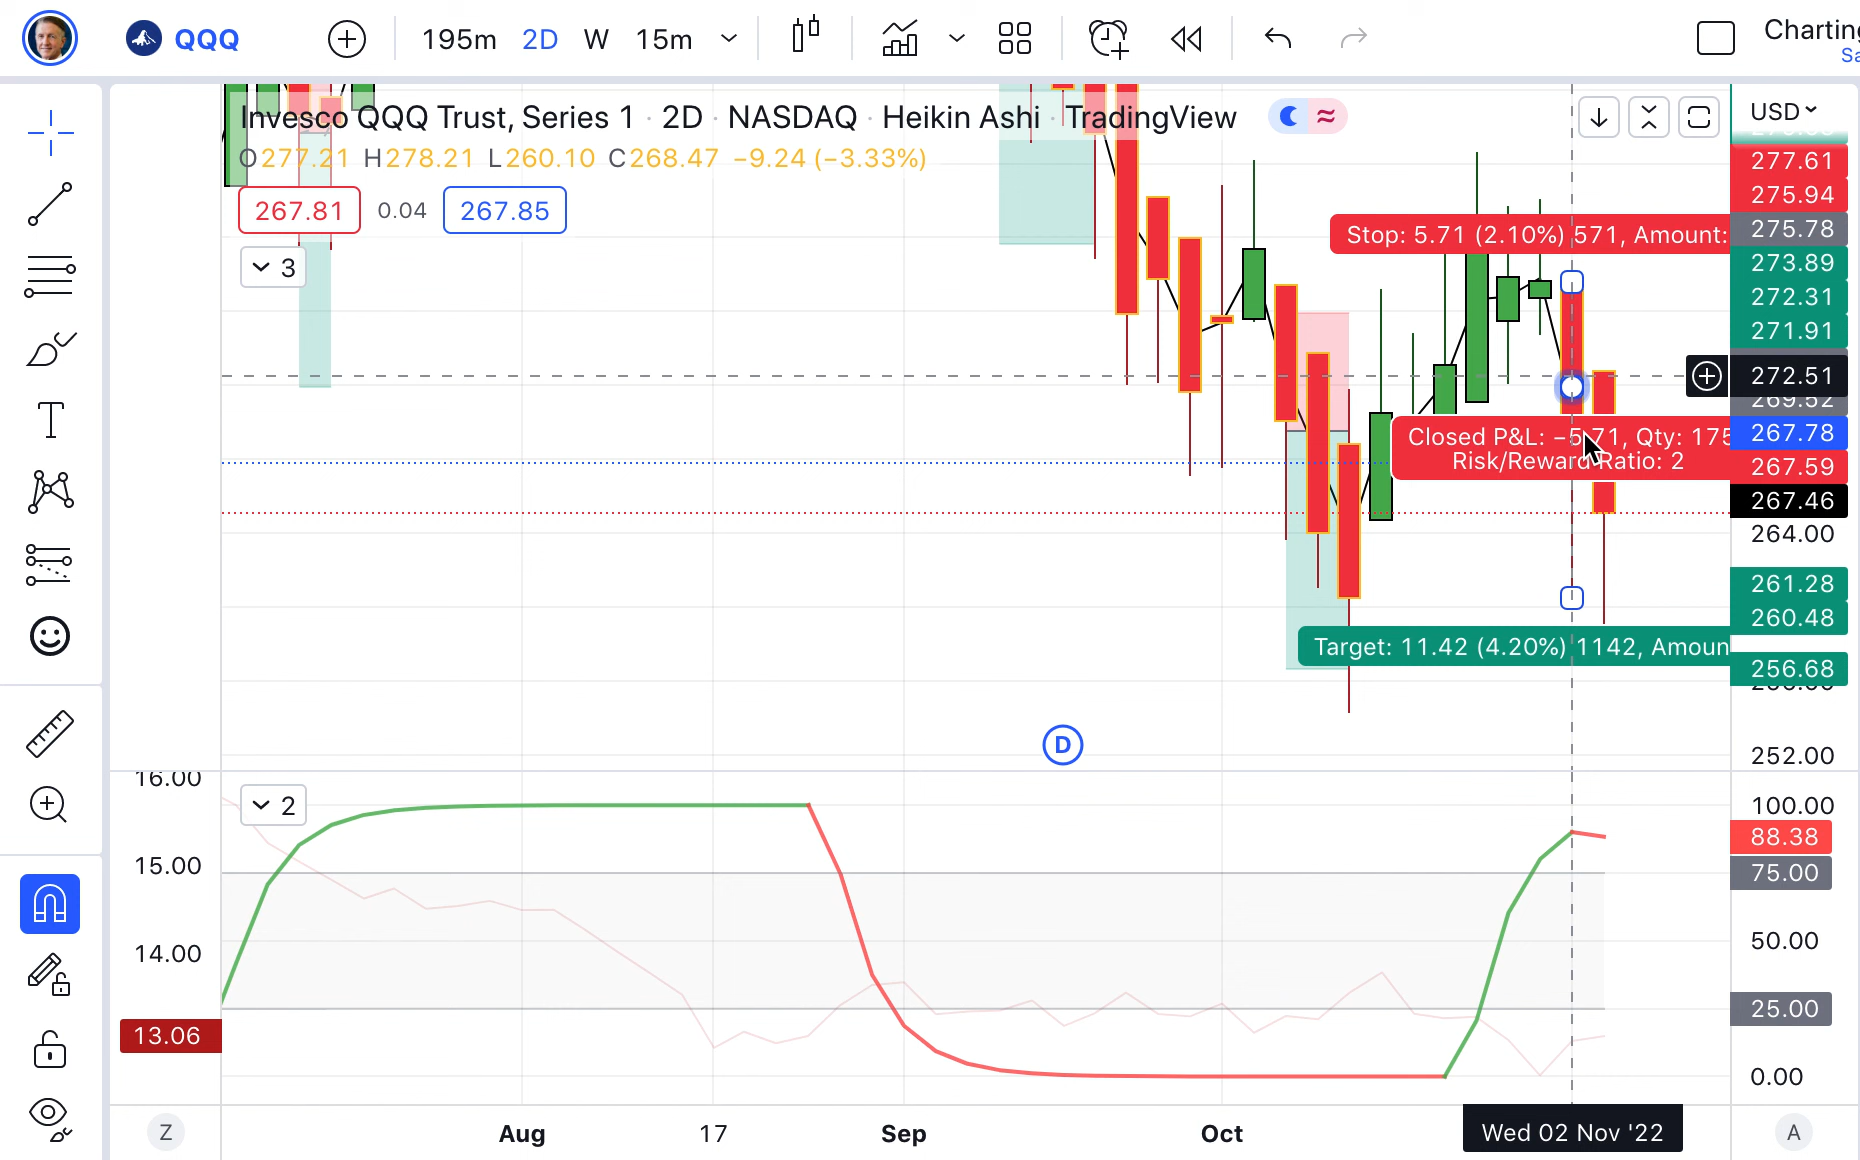 QQQ 195m 2D W 15m Charting
Sa
Invesco QQQ Trust, Series 1 · 2D · NASDAQ · Heikin Ashi · TradingView
O277.21 H278.21 L260.10 C268.47 −9.24 (−3.33%)
267.81 0.04 267.85
3
USD
277.61
275.94
Stop: 5.71 (2.10%) 571, Amount:
275.78
273.89
272.31
271.91
272.51
269.52
Closed P&L: −5.71, Qty: 175
Risk/Reward Ratio: 2
267.78
267.59
267.46
264.00
261.28
260.48
Target: 11.42 (4.20%) 1142, Amoun
256.68
D
252.00
16.00
2
100.00
88.38
15.00
75.00
14.00
50.00
25.00
13.06
0.00
Z Aug 17 Sep Oct Wed 02 Nov '22 A